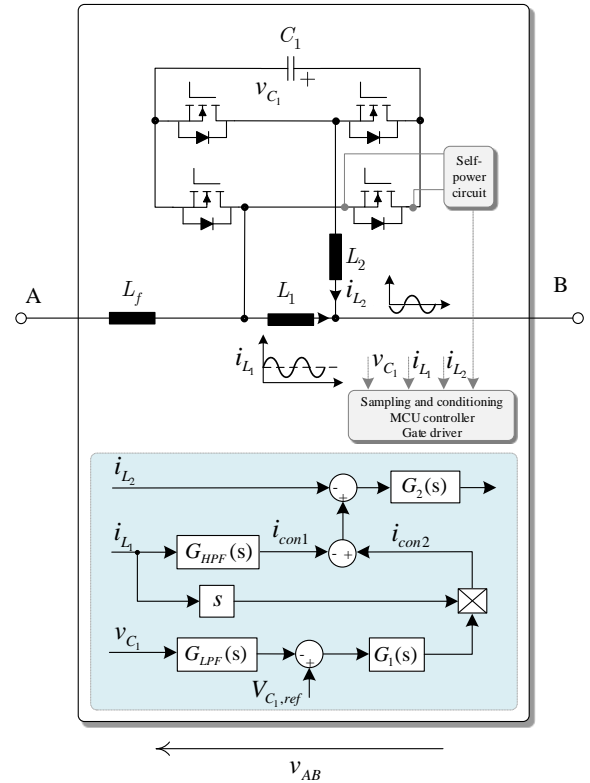 C1
vC1
+
Self-
power
circuit
L2
A
Lf
L1
iL2
B
iL1
vC1 iL1 iL2
Sampling and conditioning
MCU controller
Gate driver
iL2
-
+
G2(s)
iL1
GHPF(s)
icon1
- +
icon2
s
vC1
GLPF(s)
-
+
G1(s)
VC1,ref
vAB